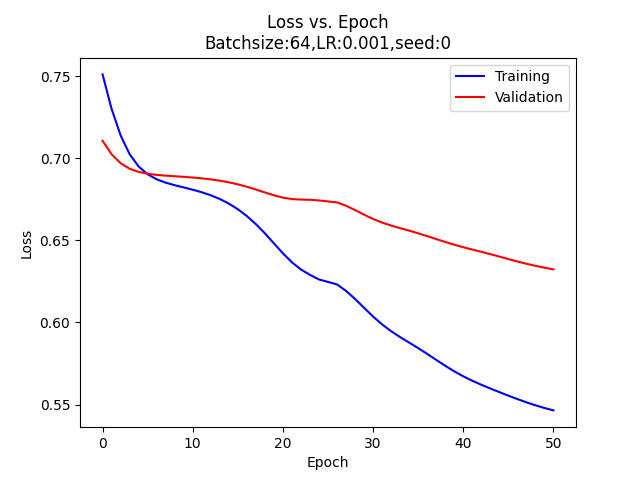 Loss vs. Epoch
Batchsize:64,LR:0.001,seed:0
Training
Validation
0.75
0.70
0.65
0.60
0.55
Loss
0
10
20
30
40
50
Epoch